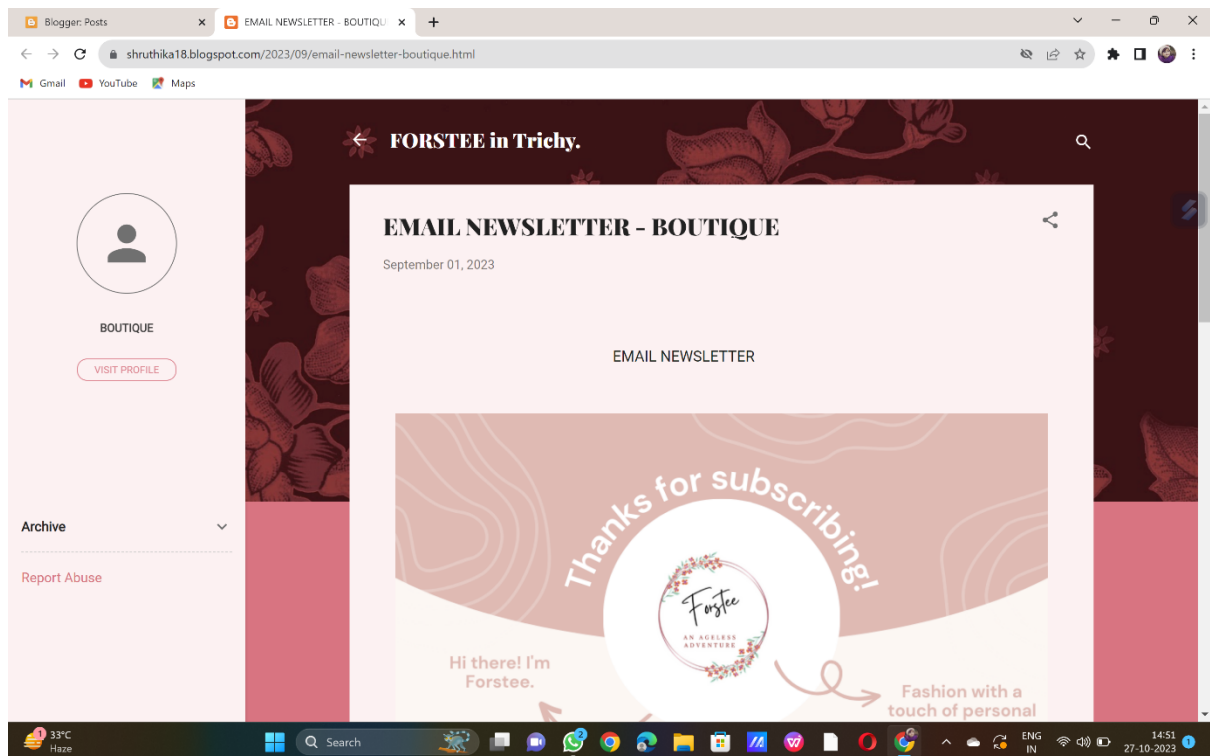 Blogger: Posts
EMAIL NEWSLETTER - BOUTIQU
shruthika18.blogspot.com/2023/09/email-newsletter-boutique.html
Gmail
YouTube
Maps
FORSTEE in Trichy.
BOUTIQUE
VISIT PROFILE
Archive
Report Abuse
EMAIL NEWSLETTER - BOUTIQUE
September 01, 2023
EMAIL NEWSLETTER
Thanks for subscribing!
Forstee
AN AGELESS
ADVENTURE
Hi there! I'm
Forstee.
Fashion with a
touch of personal
1
33°C
Haze
Search
2
ENG
IN
14:51
27-10-2023
1